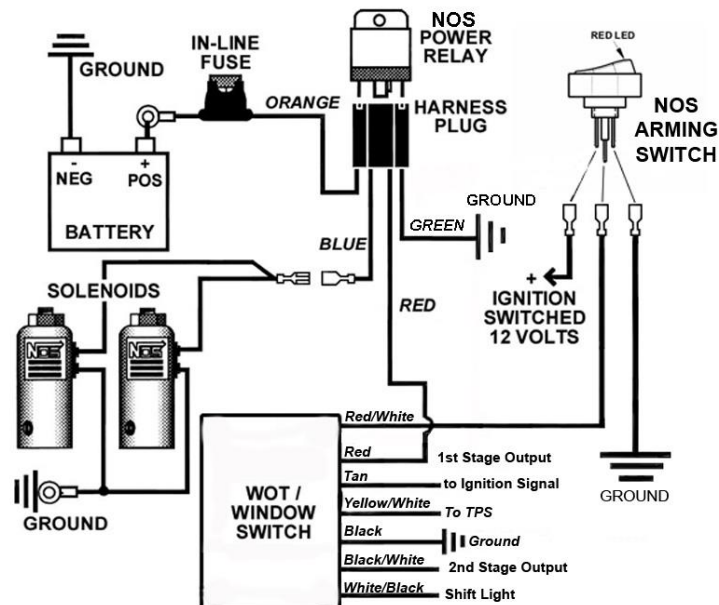 GROUND
IN-LINE
FUSE
NOS
POWER
RELAY
RED LED
ORANGE
HARNESS
PLUG
NOS
ARMING
SWITCH
-
NEG
+
POS
BATTERY
BLUE
GREEN
GROUND
RED
+
IGNITION
SWITCHED
12 VOLTS
SOLENOIDS
NOS
NOS
GROUND
WOT /
WINDOW
SWITCH
Red/White
Red
1st Stage Output
Tan
to Ignition Signal
Yellow/White
To TPS
Black
Ground
Black/White
2nd Stage Output
White/Black
Shift Light
GROUND